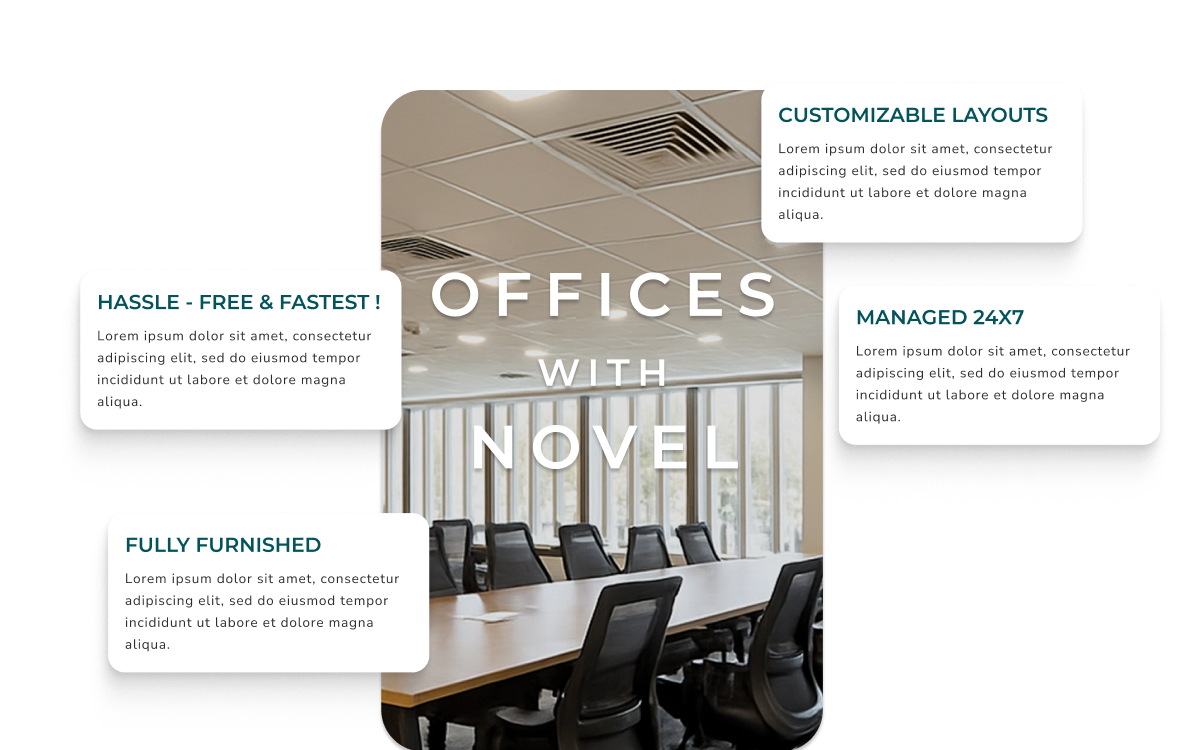 CUSTOMIZABLE LAYOUTS
Lorem ipsum dolor sit amet, consectetur
adipiscing elit, sed do eiusmod tempor
incididunt ut labore et dolore magna
aliqua.
HASSLE - FREE & FASTEST !
Lorem ipsum dolor sit amet, consectetur
adipiscing elit, sed do eiusmod tempor
incididunt ut labore et dolore magna
aliqua.
OFFICES
WITH
NOVEL
MANAGED 24X7
Lorem ipsum dolor sit amet, consectetur
adipiscing elit, sed do eiusmod tempor
incididunt ut labore et dolore magna
aliqua.
FULLY FURNISHED
Lorem ipsum dolor sit amet, consectetur
adipiscing elit, sed do eiusmod tempor
incididunt ut labore et dolore magna
aliqua.